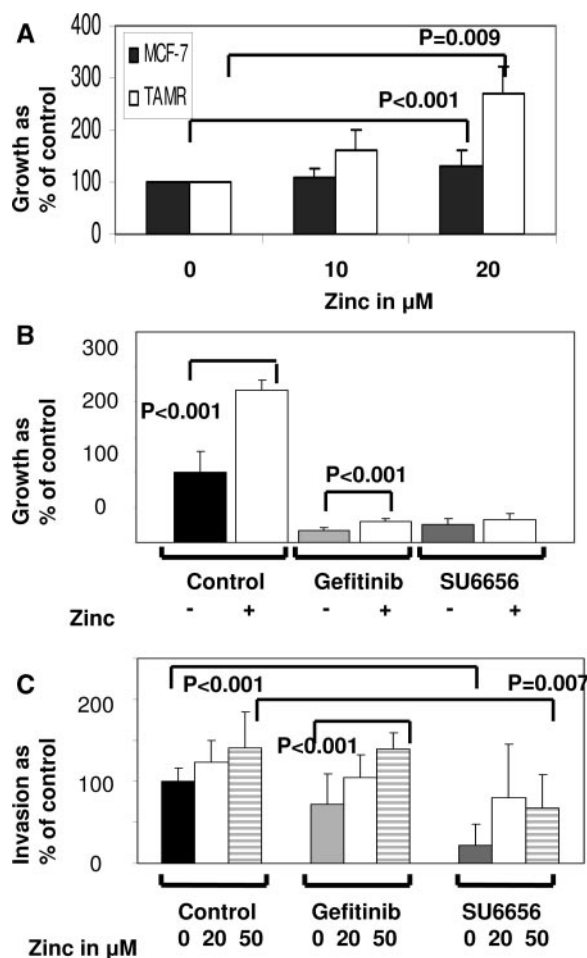 A
400
P=0.009
MCF-7
300
TAMR
P<0.001
200
100
0
Growth as
% of control
0 10 20
Zinc in µM
B
300
200
P<0.001
100
P<0.001
0
Growth as
% of control
Control Gefitinib SU6656
Zinc - + - + - +
C
P<0.001 P=0.007
200
P<0.001
100
0
Invasion as
% of control
Control Gefitinib SU6656
Zinc in µM 0 20 50 0 20 50 0 20 50